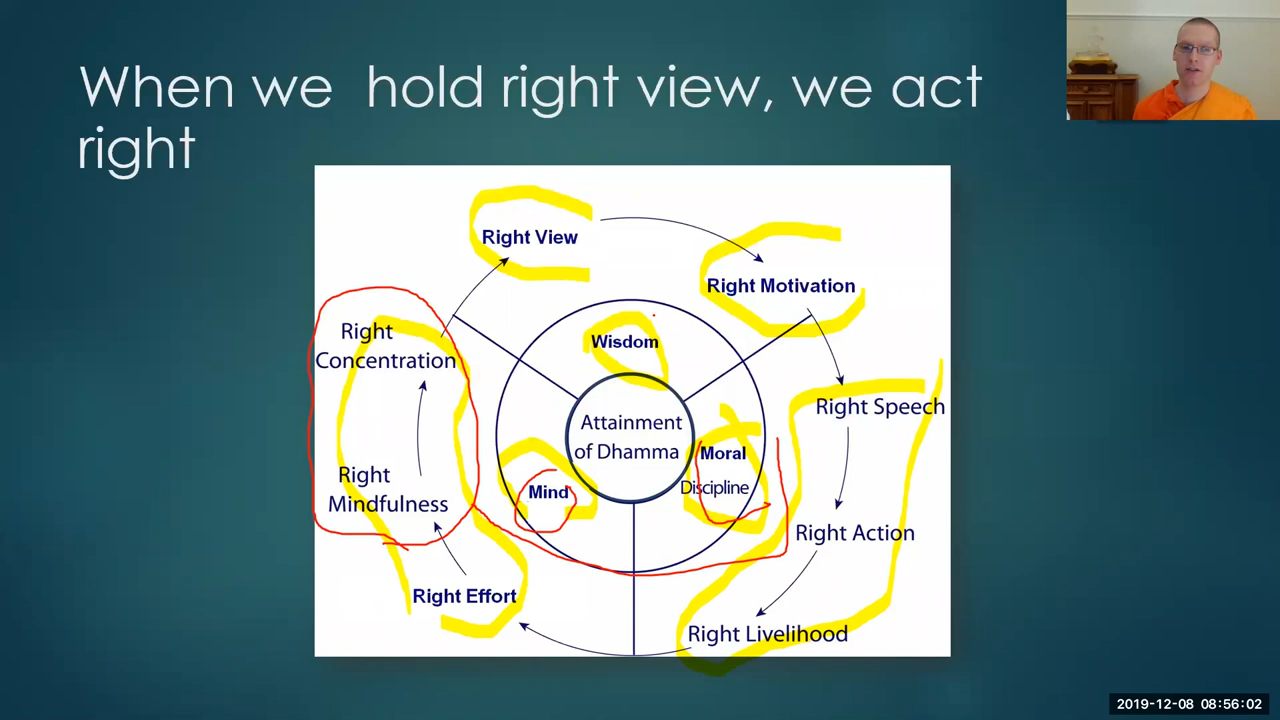 When we  hold right view, we act
right
Right View
Right Motivation
Right
Concentration
Wisdom
Right Speech
Attainment
of Dhamma
Moral
Discipline
Mind
Right
Mindfulness
Right Action
Right Effort
Right Livelihood
2019-12-08 08:56:02